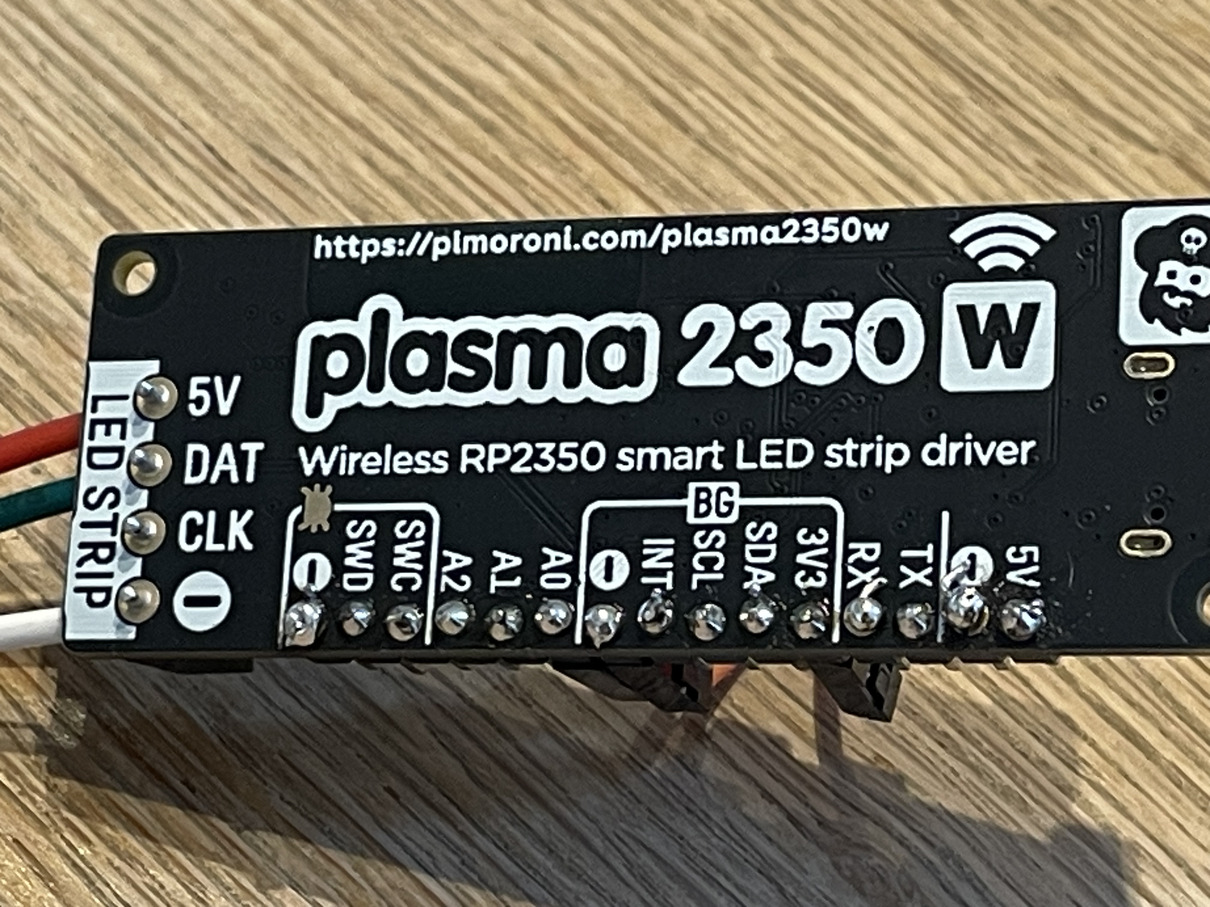 https://pimoroni.com/plasma2350w
plasma 2350 W
Wireless RP2350 smart LED strip driver
LED STRIP
5V
DAT
CLK
-
BG
- SWD SWC A2 A1 A0 - INT SCL SDA 3V3 RX TX - 5V